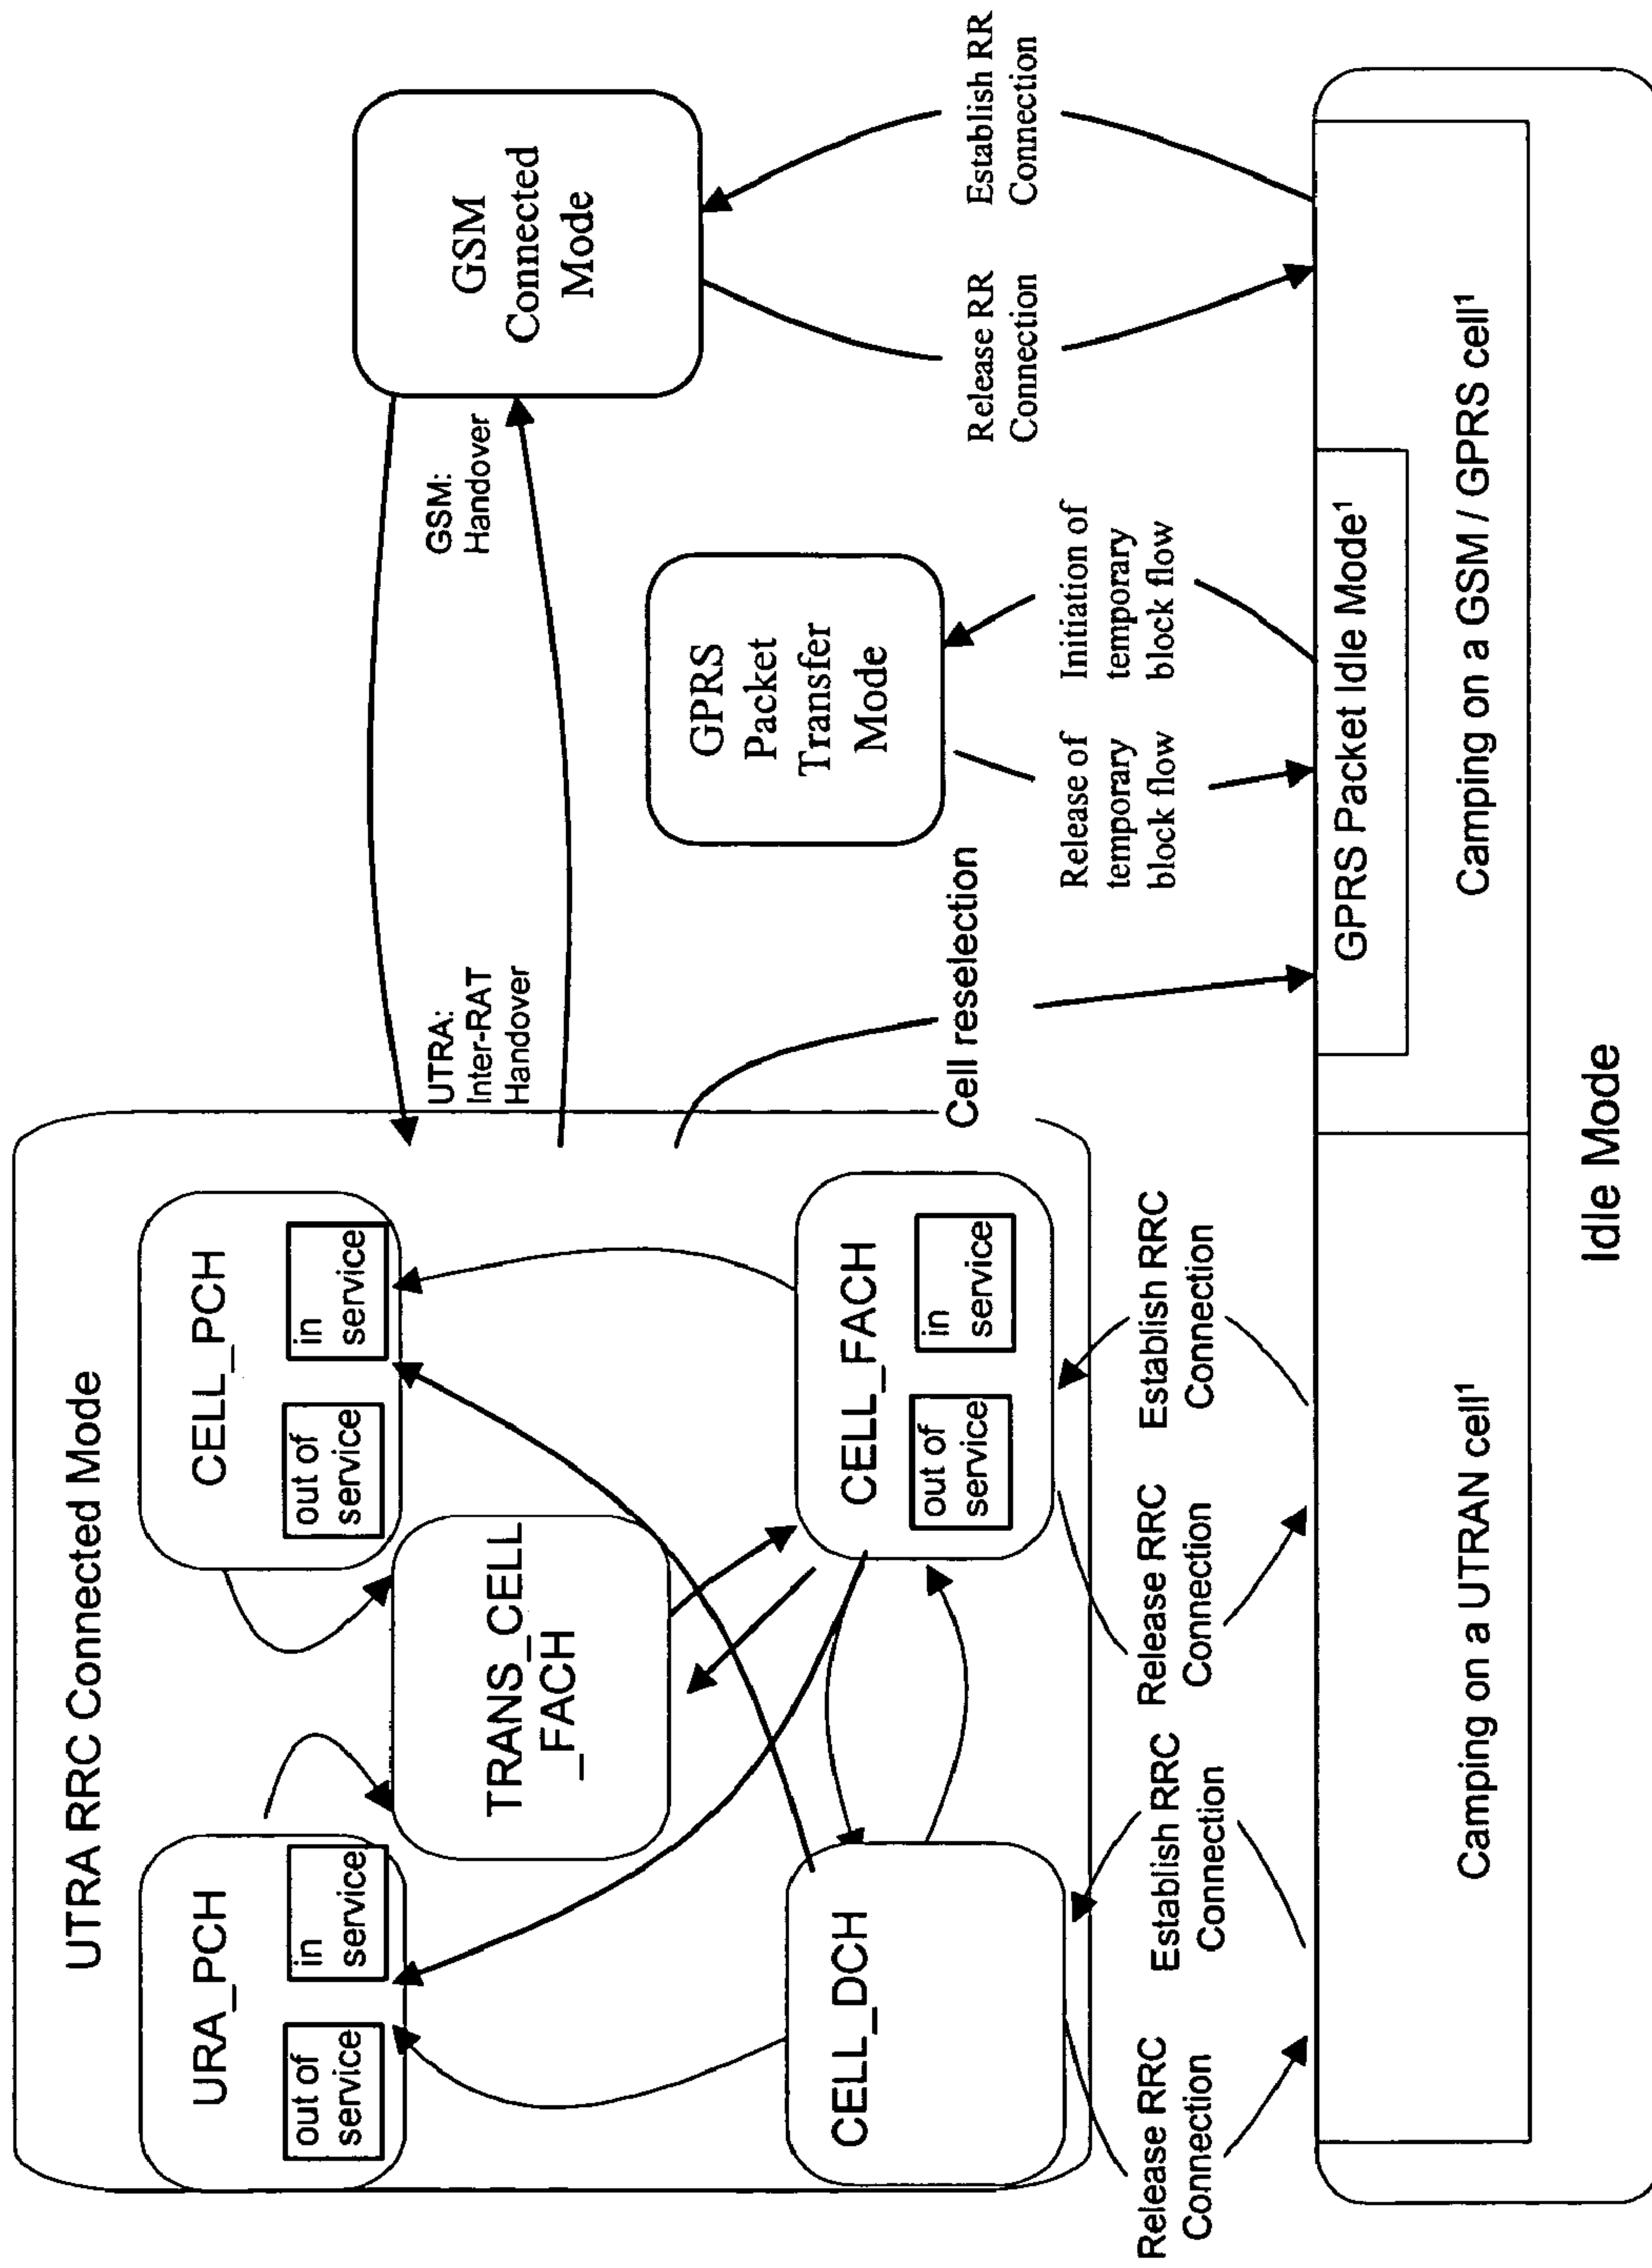 UTRA RRC Connected Mode
URA_PCH
out of
service
in
service
CELL_PCH
out of
service
in
service
TRANS_CELL
_FACH
CELL_DCH
CELL_FACH
out of
service
in
service
UTRA:
Inter-RAT
Handover
GSM:
Handover
GSM
Connected
Mode
GPRS
Packet
Transfer
Mode
Cell reselection
Release RRC
Connection
Establish RRC
Connection
Release RRC
Connection
Establish RRC
Connection
Release of
temporary
block flow
Initiation of
temporary
block flow
Release RR
Connection
Establish RR
Connection
GPRS Packet Idle Mode¹
Camping on a UTRAN cell¹
Camping on a GSM / GPRS cell¹
Idle Mode